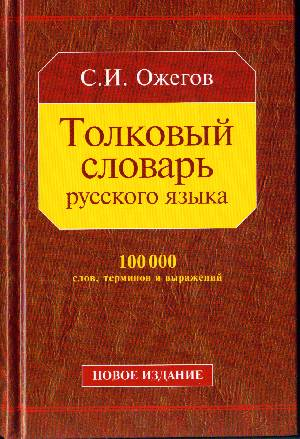 С.И. Ожегов
Толковый
словарь
русского языка
100 000
слов, терминов и выражений
НОВОЕ ИЗДАНИЕ